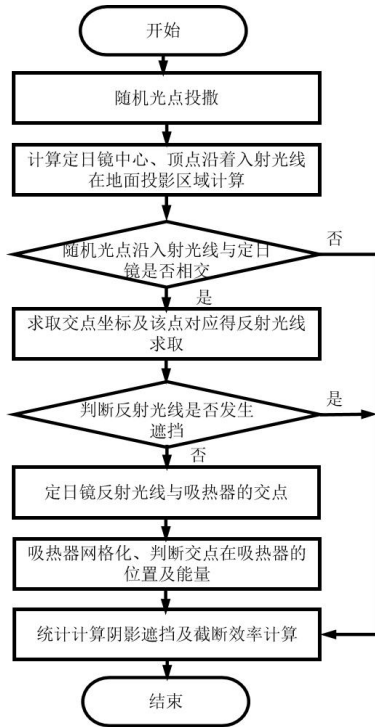 开始
随机光点投撒
计算定日镜中心、顶点沿着入射光线
在地面投影区域计算
随机光点沿入射光线与定日
镜是否相交
否
是
求取交点坐标及该点对应得反射光线
求取
判断反射光线是否发生
遮挡
是
否
定日镜反射光线与吸热器的交点
吸热器网格化、判断交点在吸热器的
位置及能量
统计计算阴影遮挡及截断效率计算
结束